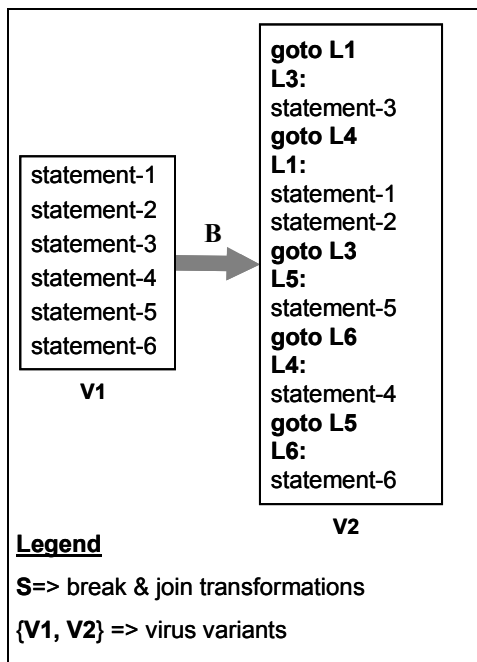 statement-1
statement-2
statement-3
statement-4
statement-5
statement-6
V1
B
goto L1
L3:
statement-3
goto L4
L1:
statement-1
statement-2
goto L3
L5:
statement-5
goto L6
L4:
statement-4
goto L5
L6:
statement-6
V2
Legend
S=> break & join transformations
{V1, V2} => virus variants